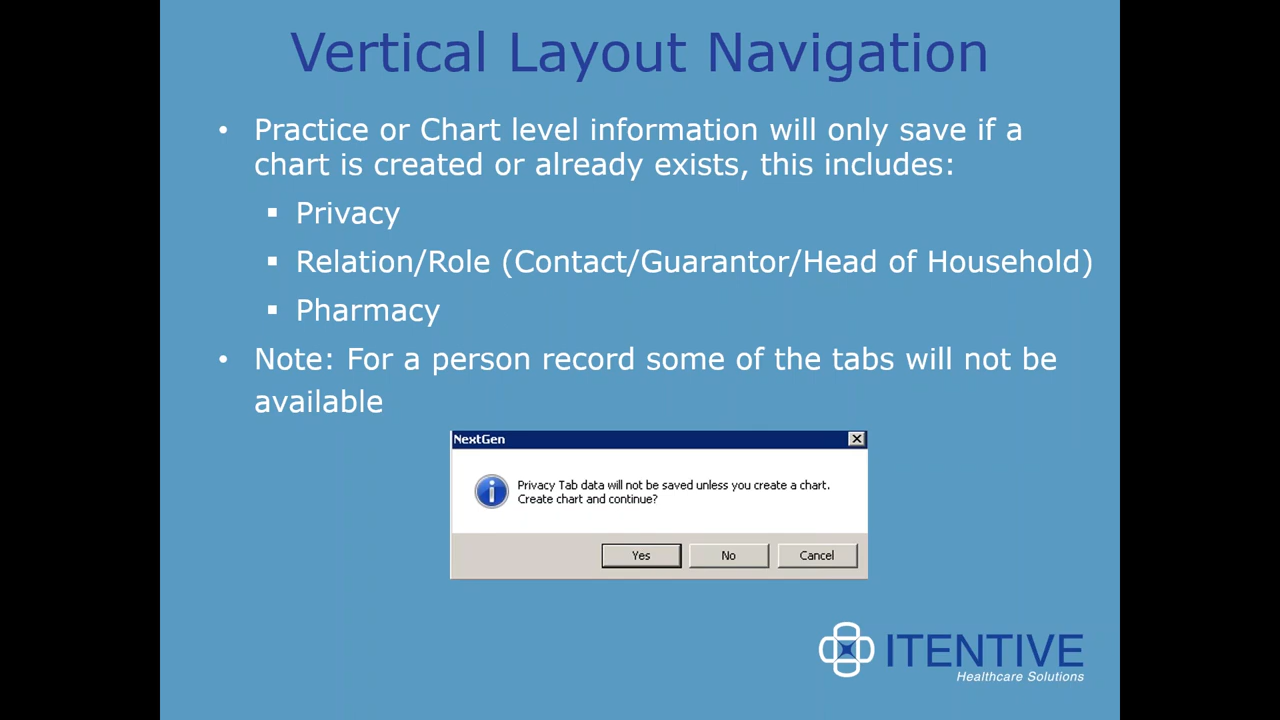 Vertical Layout Navigation
• Practice or Chart level information will only save if a
chart is created or already exists, this includes:
▪ Privacy
▪ Relation/Role (Contact/Guarantor/Head of Household)
▪ Pharmacy
• Note: For a person record some of the tabs will not be
available
NextGen
Privacy Tab data will not be saved unless you create a chart.
Create chart and continue?
Yes No Cancel
ITENTIVE
Healthcare Solutions